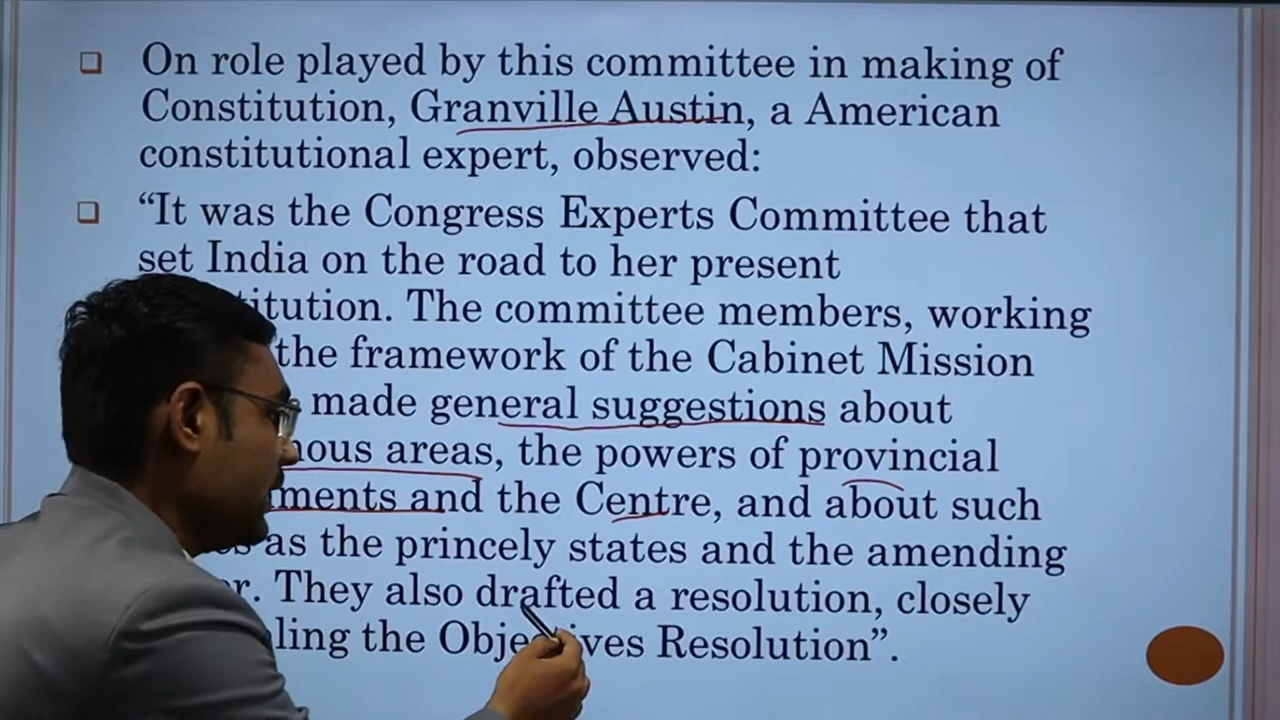 On role played by this committee in making of
Constitution, Granville Austin, a American
constitutional expert, observed:
“It was the Congress Experts Committee that
set India on the road to her present
titution. The committee members, working
the framework of the Cabinet Mission
made general suggestions about
nous areas, the powers of provincial
ments and the Centre, and about such
as the princely states and the amending
r. They also drafted a resolution, closely
ling the Objectives Resolution”.